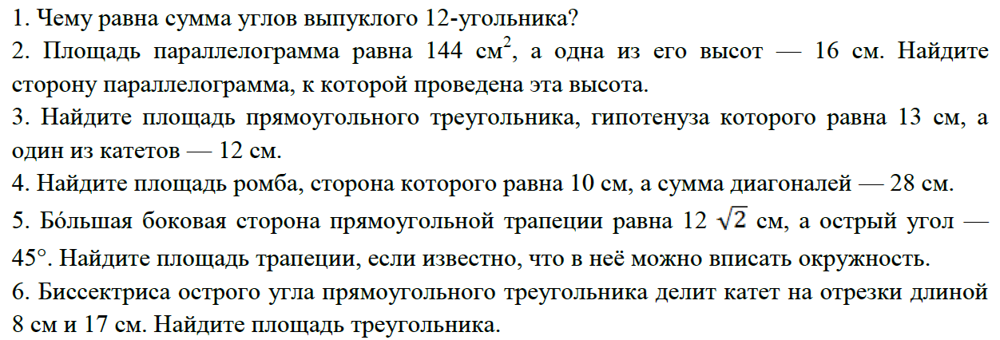 1. Чему равна сумма углов выпуклого 12-угольника?
2. Площадь параллелограмма равна 144 см², а одна из его высот — 16 см. Найдите
сторону параллелограмма, к которой проведена эта высота.
3. Найдите площадь прямоугольного треугольника, гипотенуза которого равна 13 см, а
один из катетов — 12 см.
4. Найдите площадь ромба, сторона которого равна 10 см, а сумма диагоналей — 28 см.
5. Бо́льшая боковая сторона прямоугольной трапеции равна 12 √2 см, а острый угол —
45°. Найдите площадь трапеции, если известно, что в неё можно вписать окружность.
6. Биссектриса острого угла прямоугольного треугольника делит катет на отрезки длиной
8 см и 17 см. Найдите площадь треугольника.